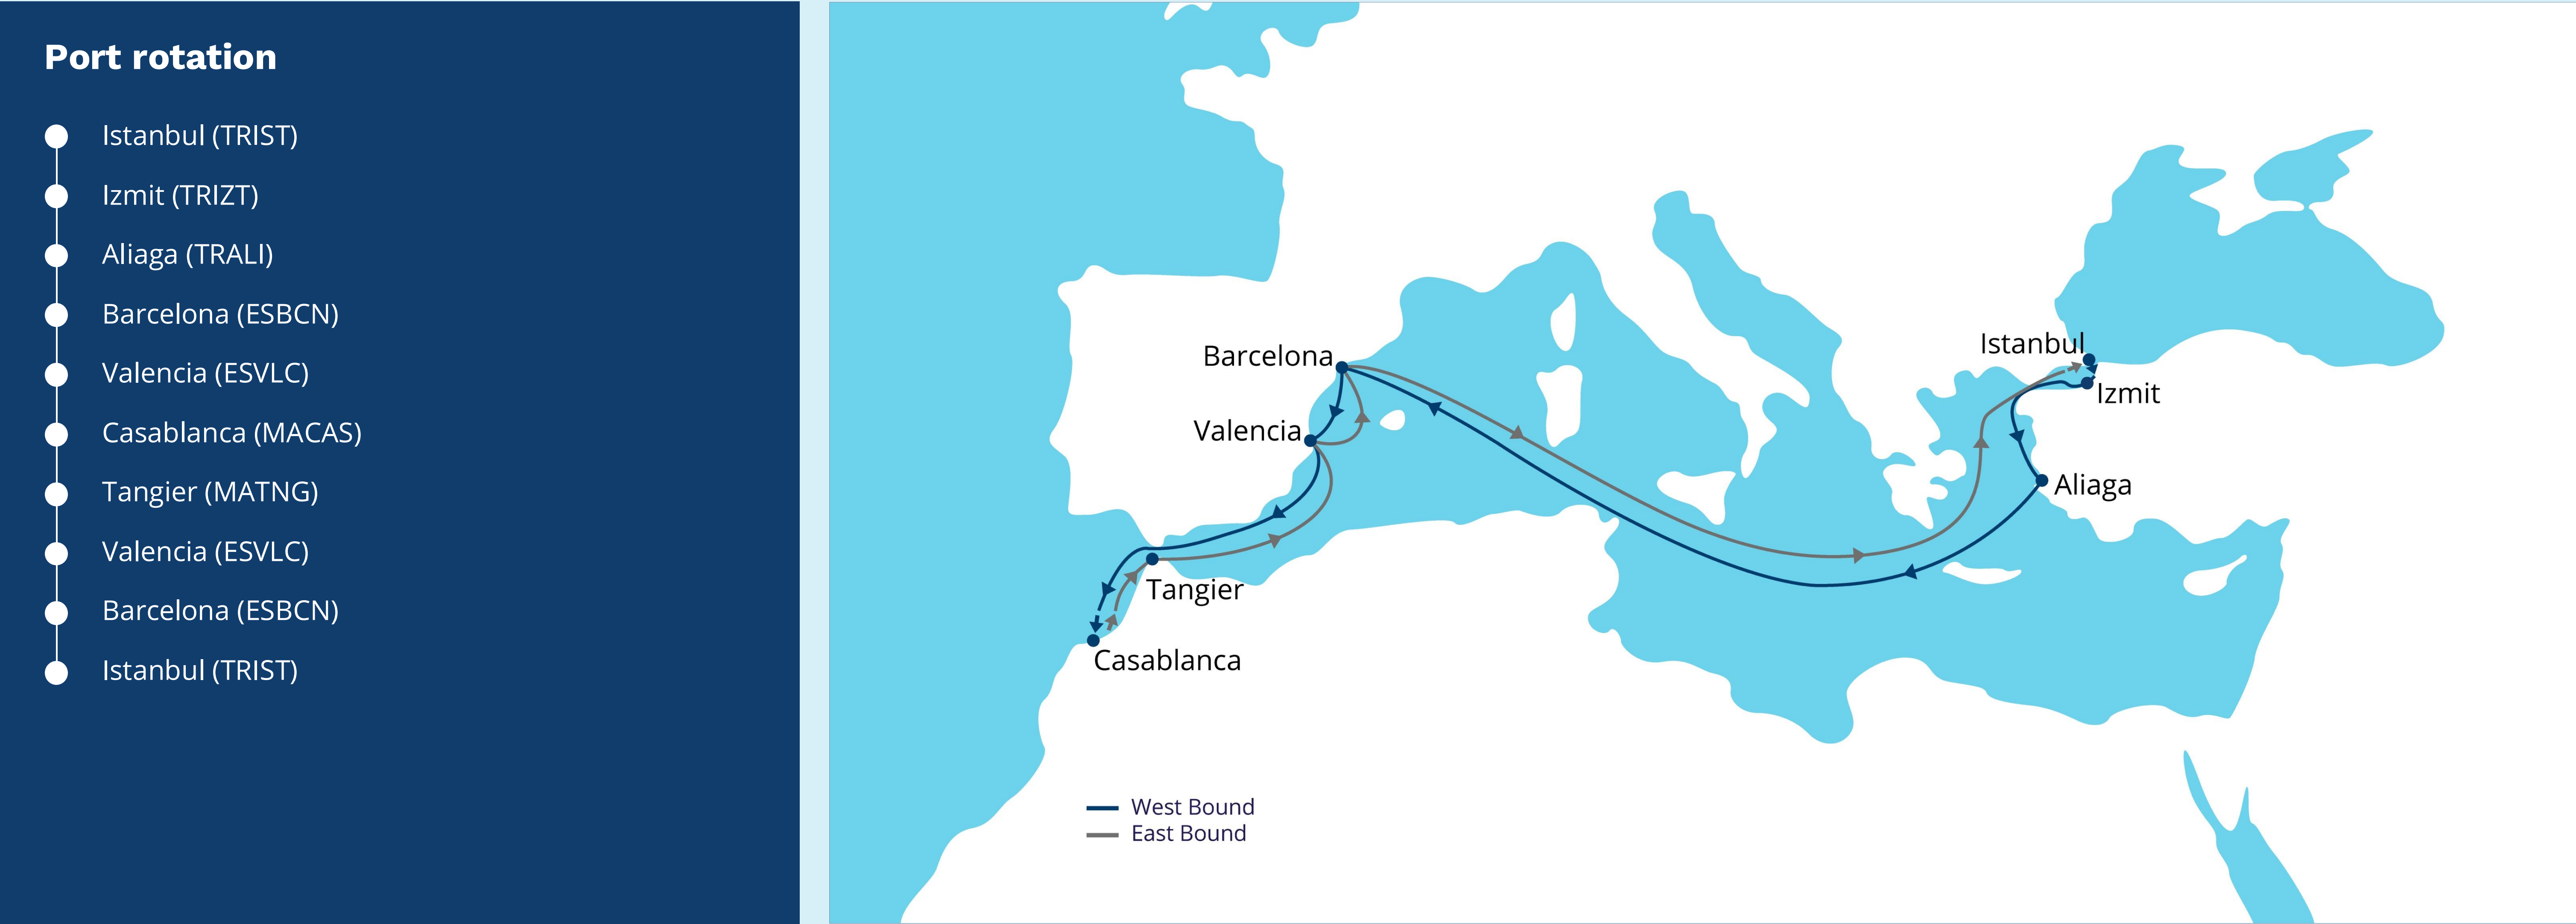 Port rotation
Istanbul (TRIST)
Izmit (TRIZT)
Aliaga (TRALI)
Barcelona (ESBCN)
Valencia (ESVLC)
Casablanca (MACAS)
Tangier (MATNG)
Valencia (ESVLC)
Barcelona (ESBCN)
Istanbul (TRIST)
Istanbul
Barcelona
Izmit
Valencia
Aliaga
Tangier
Casablanca
West Bound
East Bound